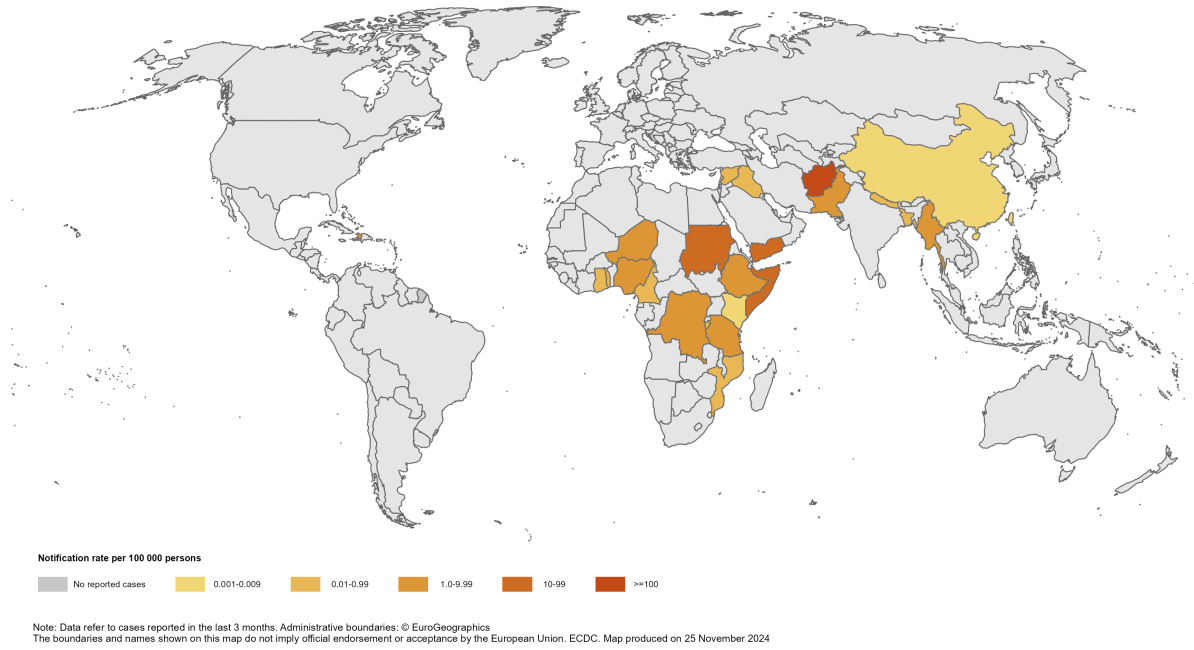 Notification rate per 100 000 persons
No reported cases 0.001-0.009 0.01-0.99 1.0-9.99 10-99 >=100
Note: Data refer to cases reported in the last 3 months. Administrative boundaries: © EuroGeographics
The boundaries and names shown on this map do not imply official endorsement or acceptance by the European Union. ECDC. Map produced on 25 November 2024